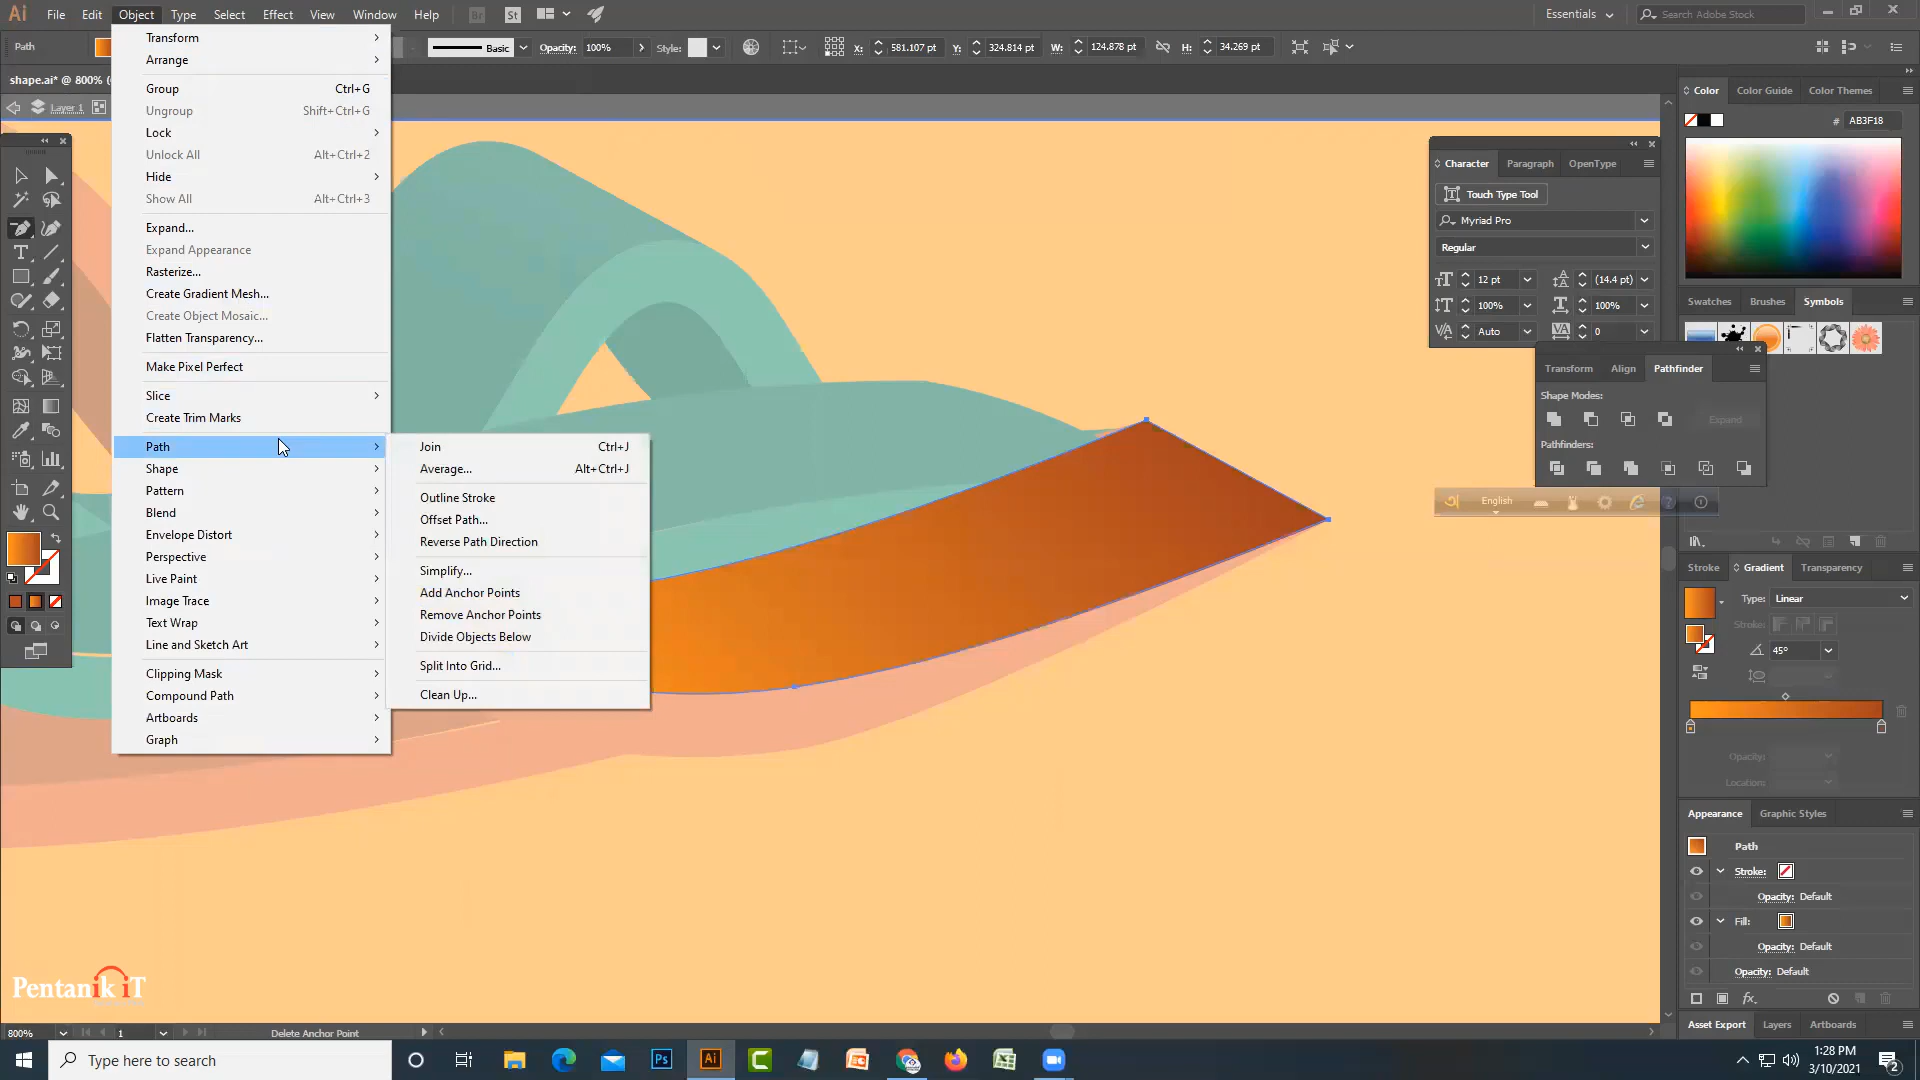 Ai File Edit Object Type Select Effect View Window Help Br St Essentials Search Adobe Stock
Path Basic Opacity: 100% Style: X: 581.107 pt Y: 324.814 pt W: 124.878 pt H: 34.269 pt
shape.ai* @ 800% (
Layer 1
Transform
Arrange
Group Ctrl+G
Ungroup Shift+Ctrl+G
Lock
Unlock All Alt+Ctrl+2
Hide
Show All Alt+Ctrl+3
Expand...
Expand Appearance
Rasterize...
Create Gradient Mesh...
Create Object Mosaic...
Flatten Transparency...
Make Pixel Perfect
Slice
Create Trim Marks
Path
Shape
Pattern
Blend
Envelope Distort
Perspective
Live Paint
Image Trace
Text Wrap
Line and Sketch Art
Clipping Mask
Compound Path
Artboards
Graph
Join Ctrl+J
Average... Alt+Ctrl+J
Outline Stroke
Offset Path...
Reverse Path Direction
Simplify...
Add Anchor Points
Remove Anchor Points
Divide Objects Below
Split Into Grid...
Clean Up...
Character Paragraph OpenType
Touch Type Tool
Myriad Pro
Regular
12 pt (14.4 pt)
100% 100%
Auto 0
Color Color Guide Color Themes
# AB3F18
Swatches Brushes Symbols
Transform Align Pathfinder
Shape Modes:
Expand
Pathfinders:
English
Stroke Gradient Transparency
Type: Linear
Stroke:
45°
Opacity:
Location:
Appearance Graphic Styles
Path
Stroke:
Opacity: Default
Fill:
Opacity: Default
Opacity: Default
fx.
Asset Export Layers Artboards
Pentanik iT
800% 1 Delete Anchor Point
Type here to search
Ps Ai
1:28 PM
3/10/2021
2